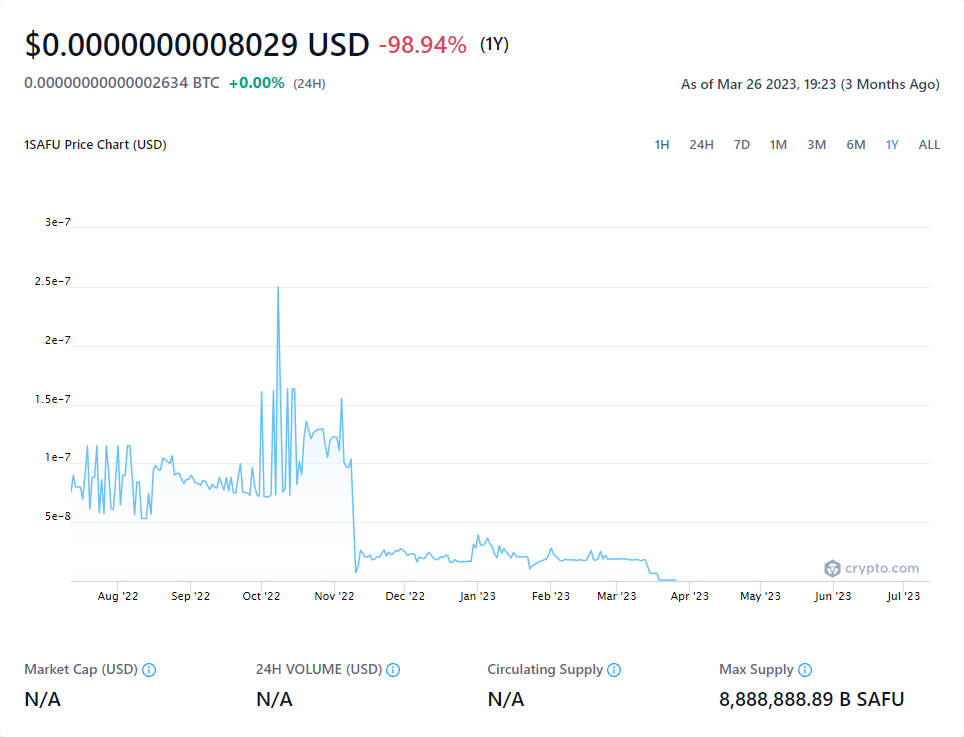 $0.0000000008029 USD -98.94% (1Y)
0.00000000000002634 BTC +0.00% (24H)
As of Mar 26 2023, 19:23 (3 Months Ago)
1SAFU Price Chart (USD)
1H 24H 7D 1M 3M 6M 1Y ALL
3e-7
2.5e-7
2e-7
1.5e-7
1e-7
5e-8
crypto.com
Aug '22 Sep '22 Oct '22 Nov '22 Dec '22 Jan '23 Feb '23 Mar '23 Apr '23 May '23 Jun '23 Jul '23
Market Cap (USD) 24H VOLUME (USD) Circulating Supply Max Supply
N/A N/A N/A 8,888,888.89 B SAFU